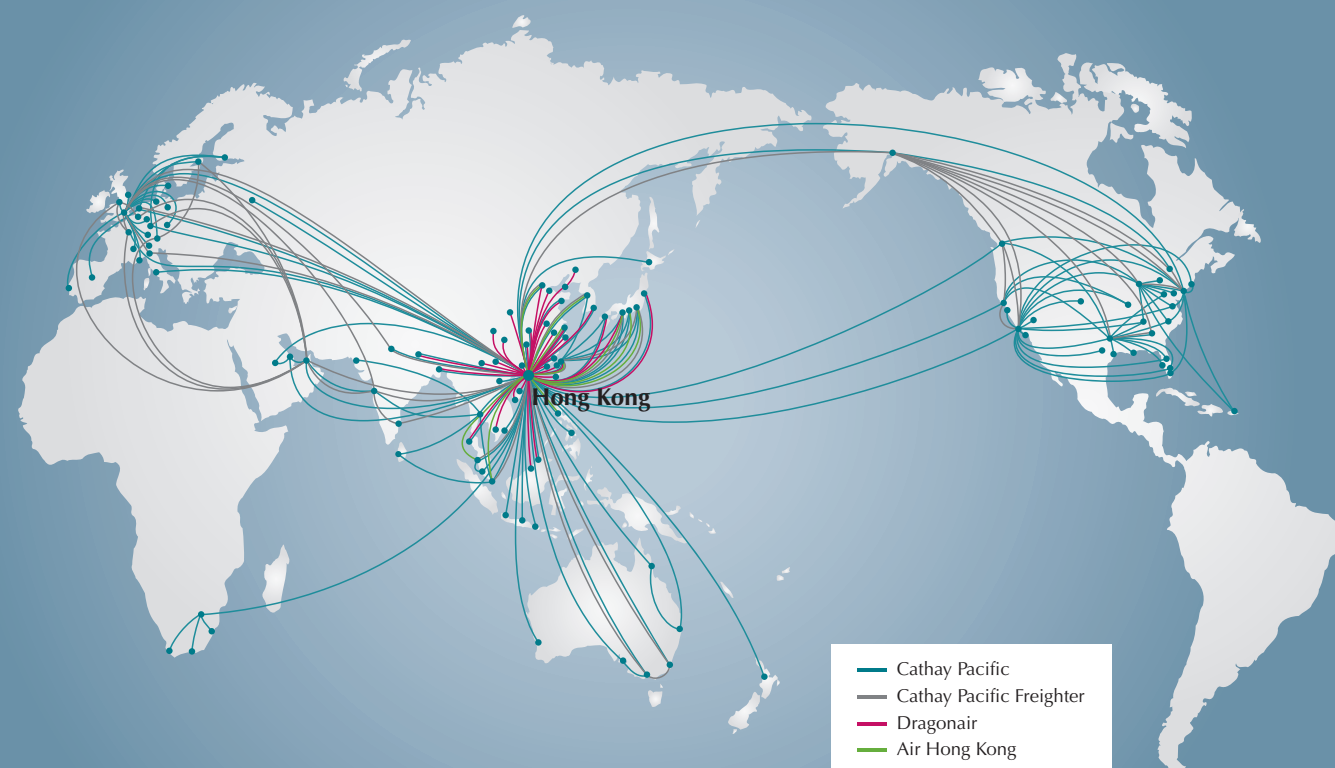 Hong Kong
Cathay Pacific
Cathay Pacific Freighter
Dragonair
Air Hong Kong